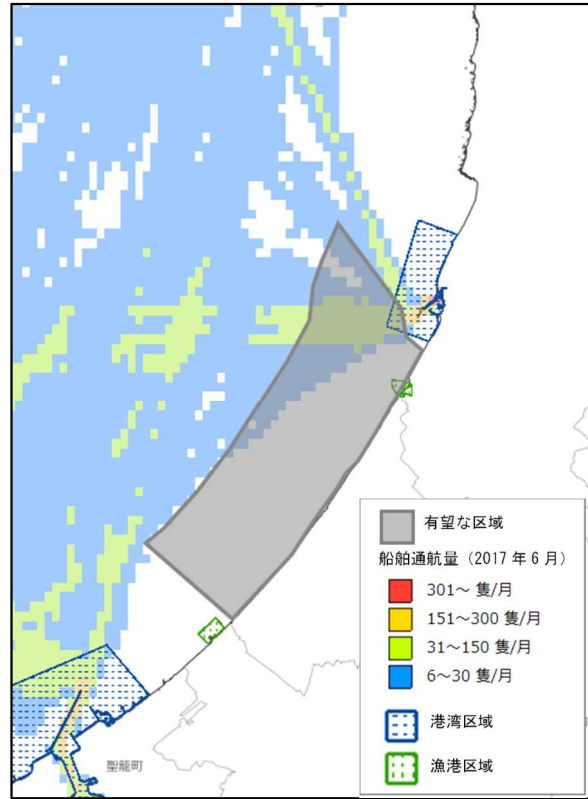 有望な区域
船舶通航量（2017年6月）
301～ 隻/月
151～300 隻/月
31～150 隻/月
6～30 隻/月
港湾区域
漁港区域
聖籠町